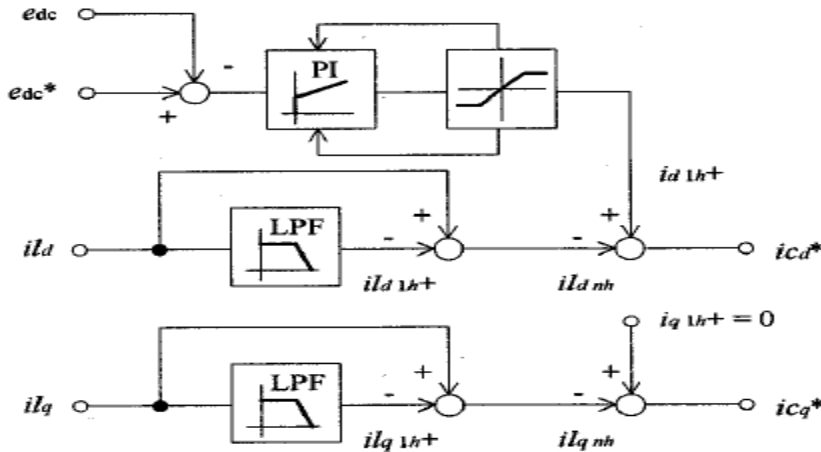 edc
-
PI
edc*
+
id 1h+
+
+
LPF
ild
-
-
icd*
ild 1h+
ild nh
iq 1h+ = 0
+
+
LPF
ilq
-
-
icq*
ilq 1h+
ilq nh